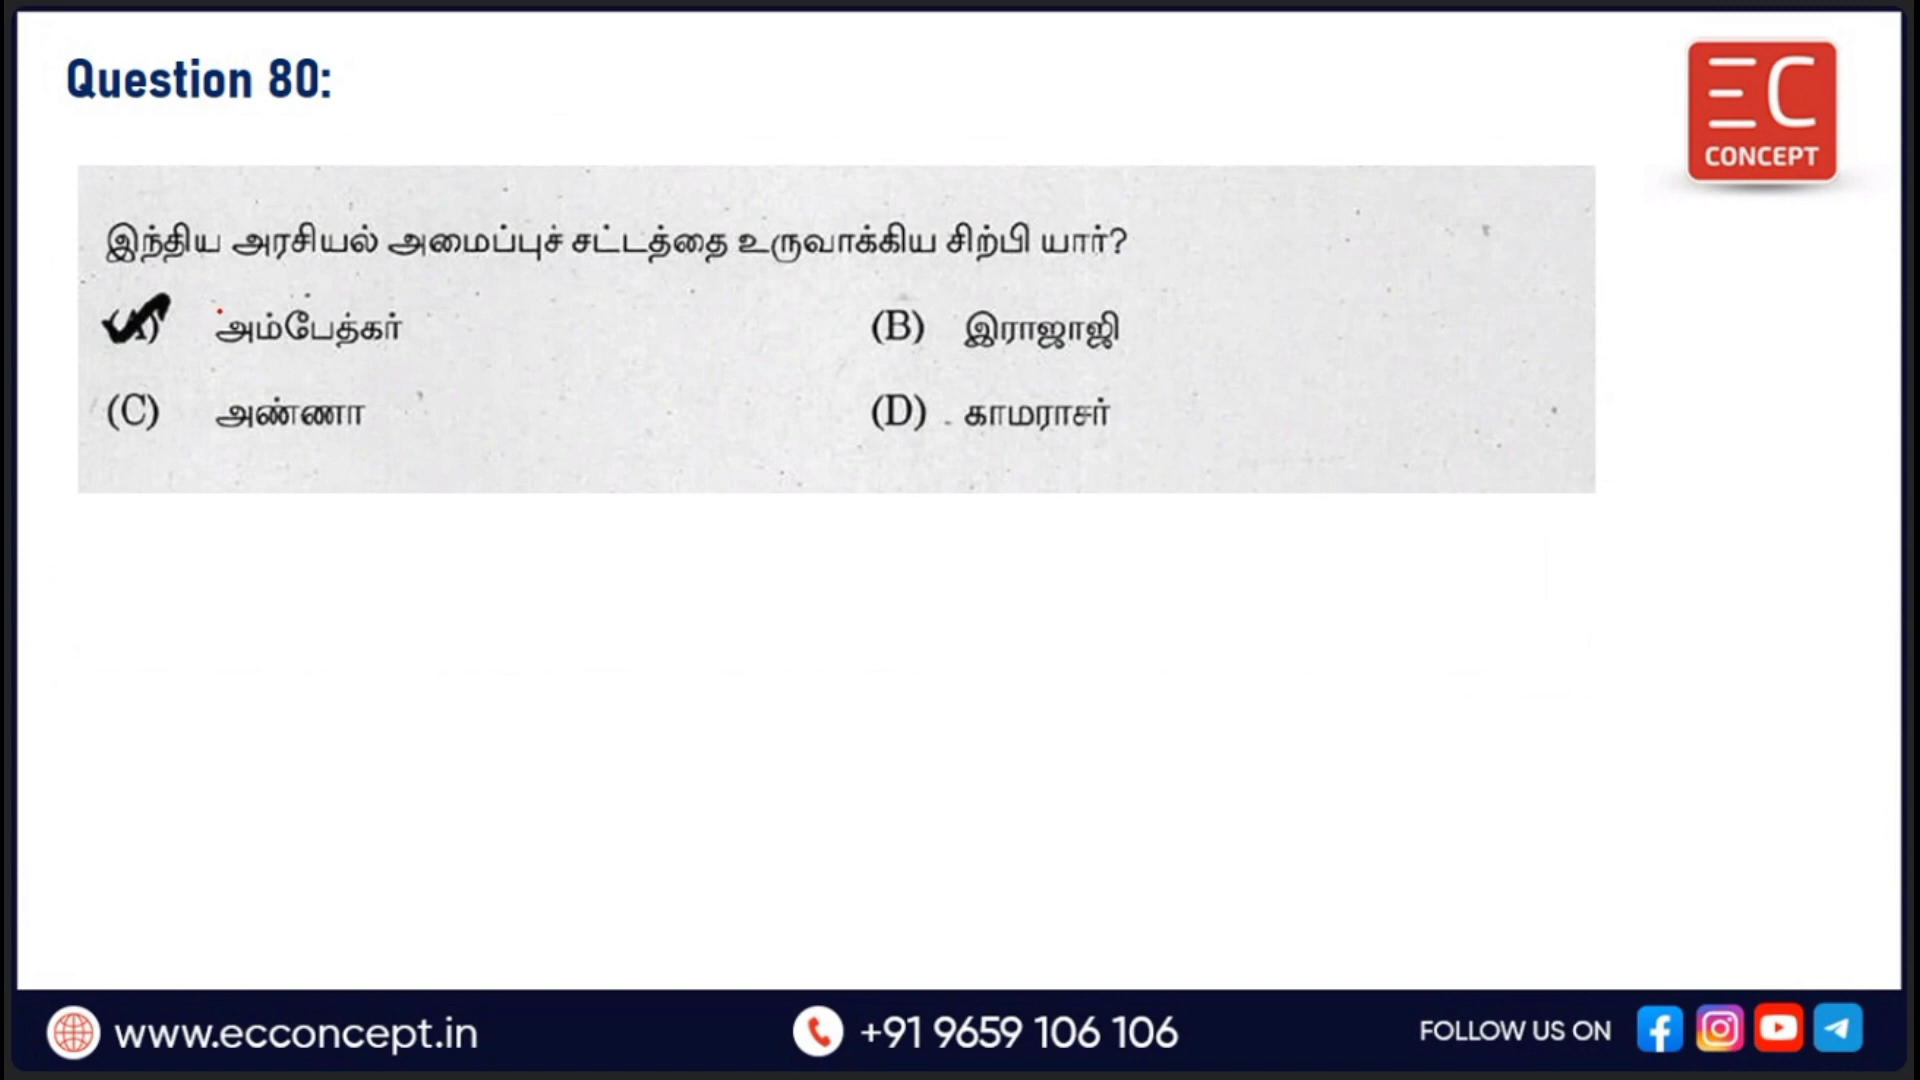 Question 80:
EC
CONCEPT
இந்திய அரசியல் அமைப்புச் சட்டத்தை உருவாக்கிய சிற்பி யார்?
(A) அம்பேத்கர்
(B) இராஜாஜி
(C) அண்ணா
(D) காமராசர்
www.ecconcept.in
+91 9659 106 106
FOLLOW US ON